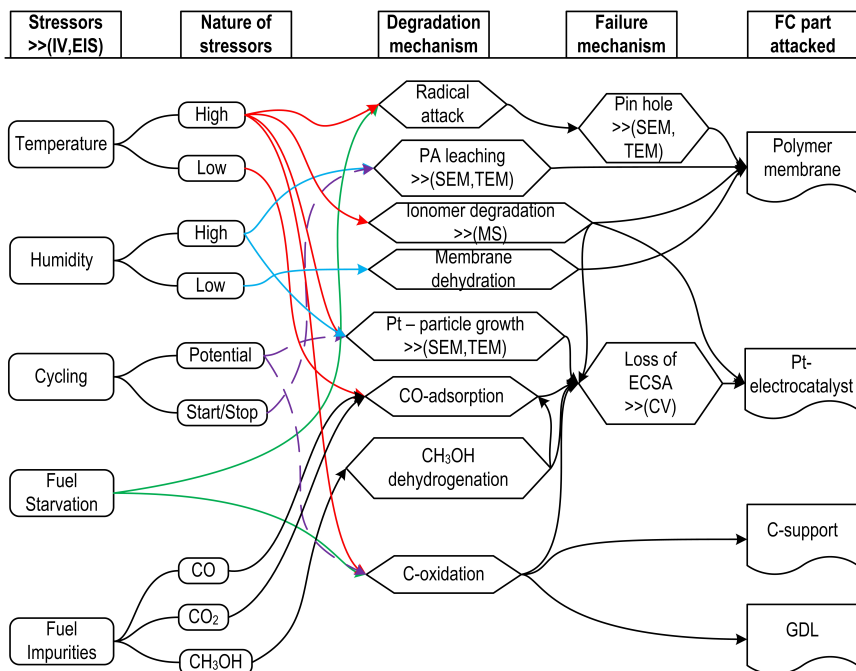 Stressors
>>(IV,EIS)
Nature of
stressors
Degradation
mechanism
Failure
mechanism
FC part
attacked
Temperature
High
Low
Radical
attack
Pin hole
>>(SEM,
TEM)
Polymer
membrane
PA leaching
>>(SEM,TEM)
Ionomer degradation
>>(MS)
Humidity
High
Low
Membrane
dehydration
Cycling
Potential
Start/Stop
Pt – particle growth
>>(SEM,TEM)
Loss of
ECSA
>>(CV)
Pt-
electrocatalyst
CO-adsorption
CH₃OH
dehydrogenation
Fuel
Starvation
C-support
Fuel
Impurities
CO
CO₂
CH₃OH
C-oxidation
GDL